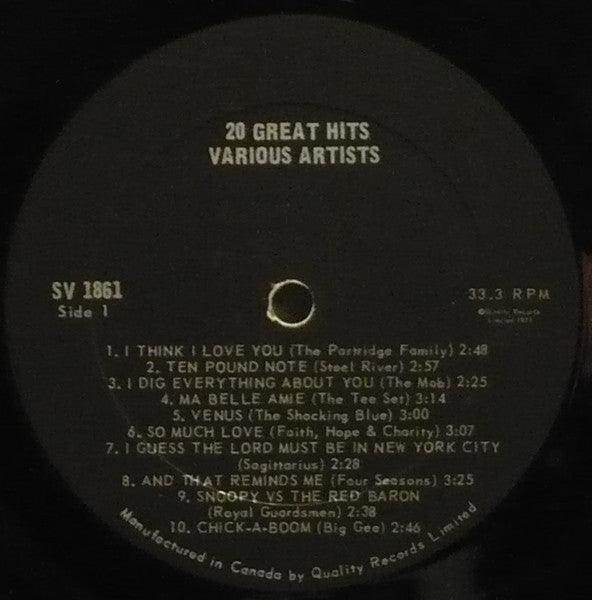 20 GREAT HITS
VARIOUS ARTISTS
SV 1861
Side 1
33.3 RPM
℗Quality Records
Limited 1971
1. I THINK I LOVE YOU (The Partridge Family) 2:48
2. TEN POUND NOTE (Steel River) 2:57
3. I DIG EVERYTHING ABOUT YOU (The Mob) 2:25
4. MA BELLE AMIE (The Tee Set) 3:14
5. VENUS (The Shocking Blue) 3:00
6. SO MUCH LOVE (Faith, Hope & Charity) 3:07
7. I GUESS THE LORD MUST BE IN NEW YORK CITY
(Sagittarius) 2:28
8. AND THAT REMINDS ME (Four Seasons) 3:25
9. SNOOPY VS THE RED BARON
(Royal Guardsmen) 2:38
10. CHICK-A-BOOM (Big Gee) 2:46
Manufactured in Canada by Quality Records Limited